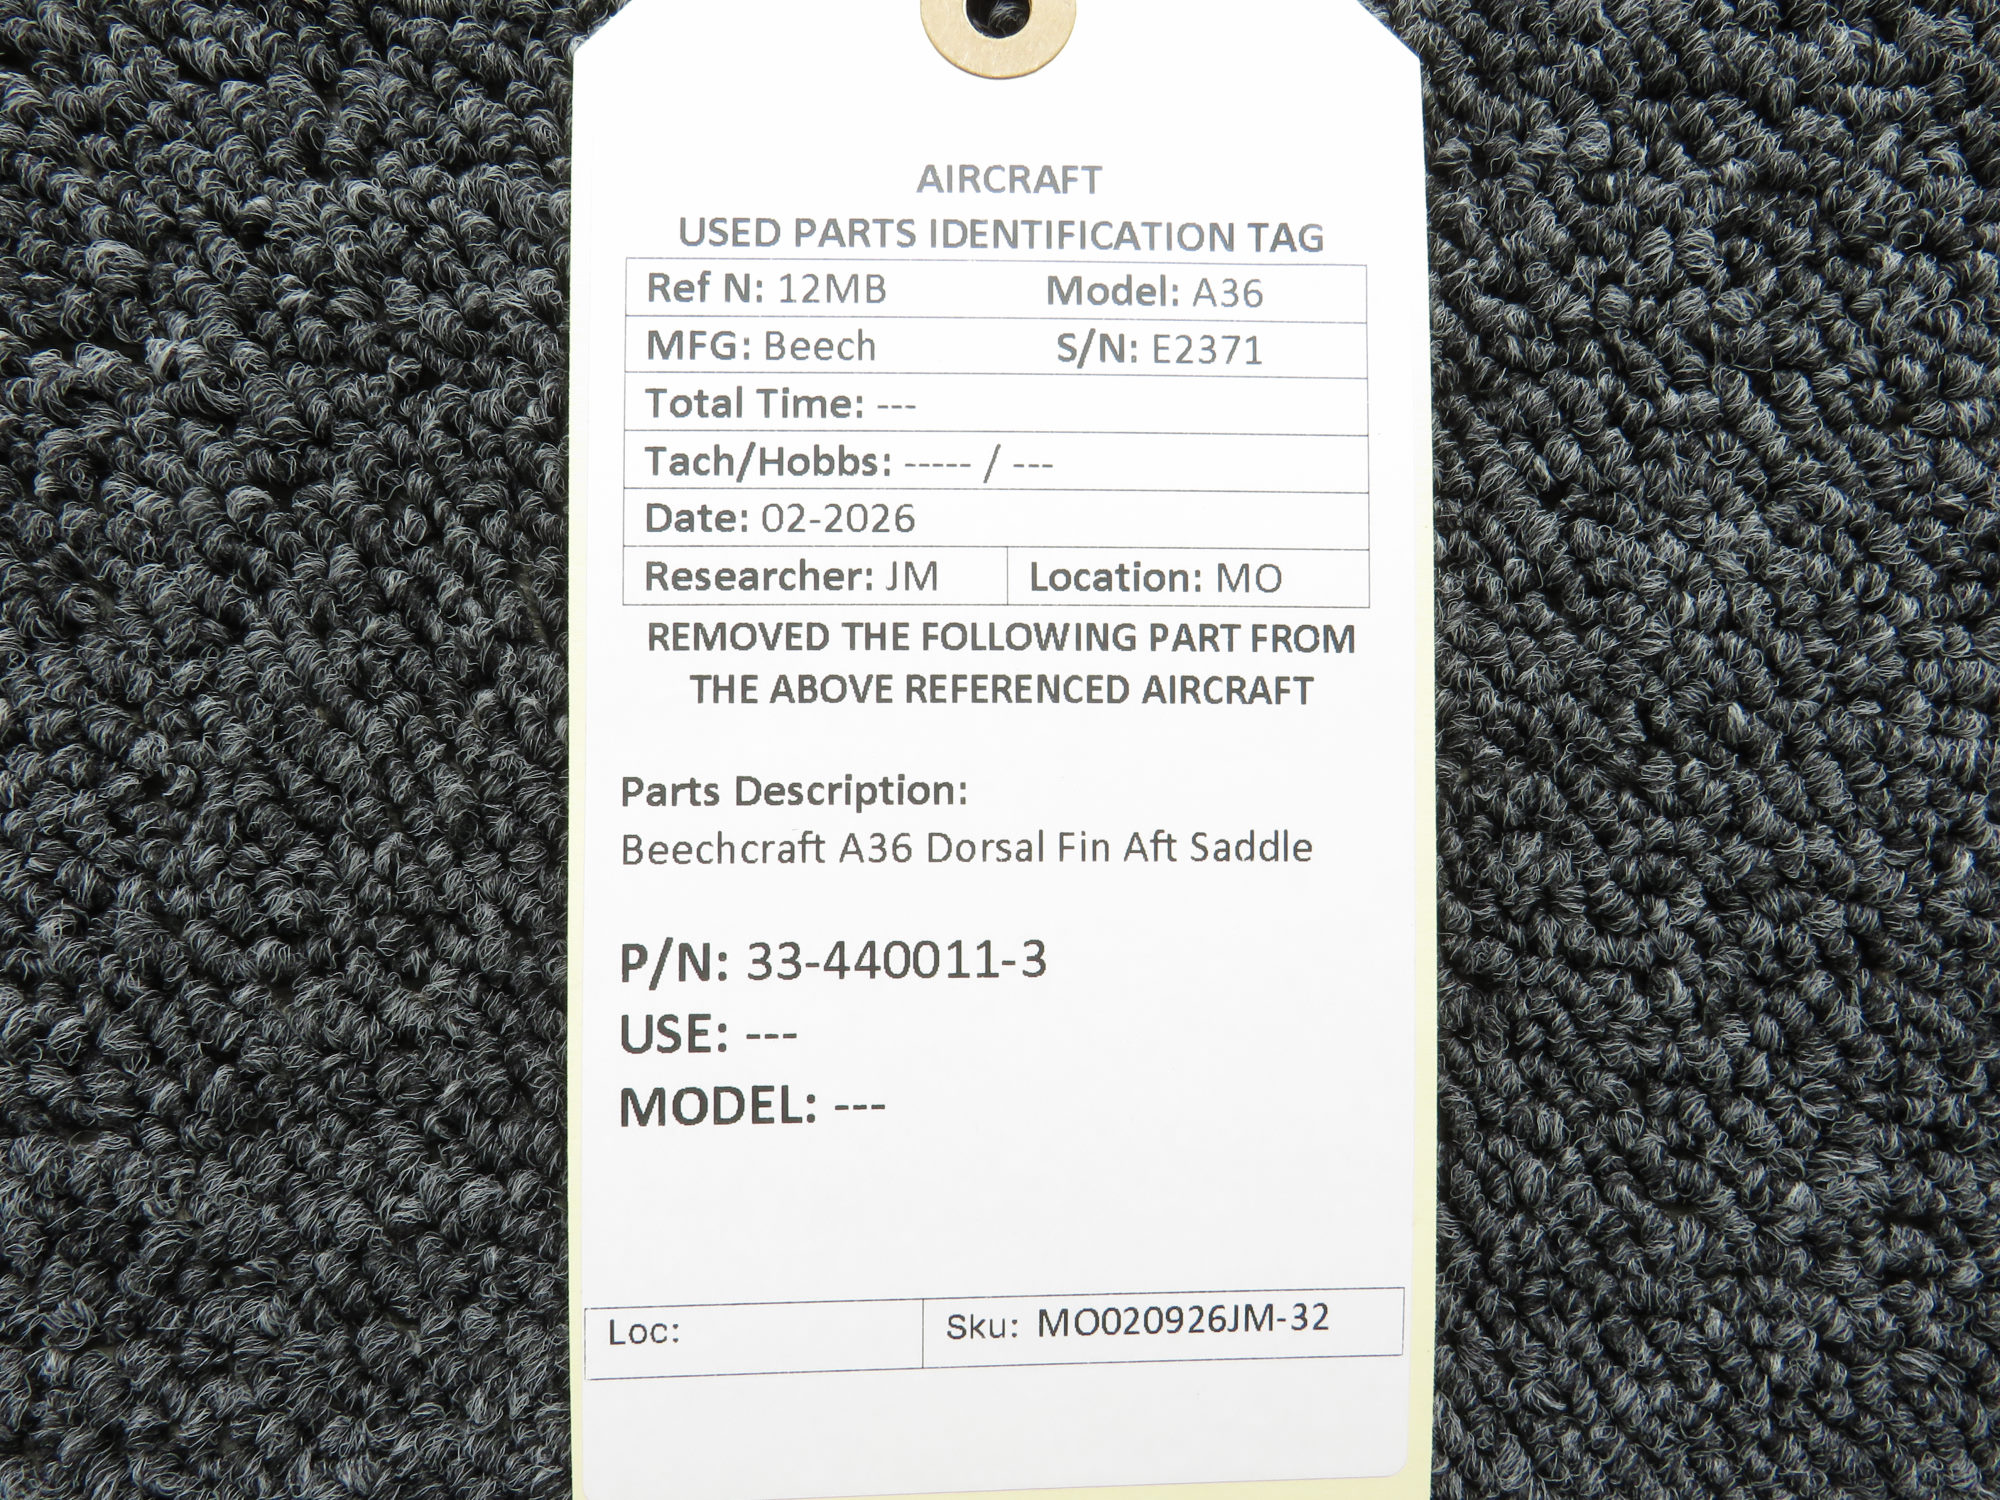 AIRCRAFT
USED PARTS IDENTIFICATION TAG
Ref N: 12MB Model: A36
MFG: Beech S/N: E2371
Total Time: ---
Tach/Hobbs: ----- / ---
Date: 02-2026
Researcher: JM Location: MO
REMOVED THE FOLLOWING PART FROM
THE ABOVE REFERENCED AIRCRAFT
Parts Description:
Beechcraft A36 Dorsal Fin Aft Saddle
P/N: 33-440011-3
USE: ---
MODEL: ---
Loc: Sku: MO020926JM-32